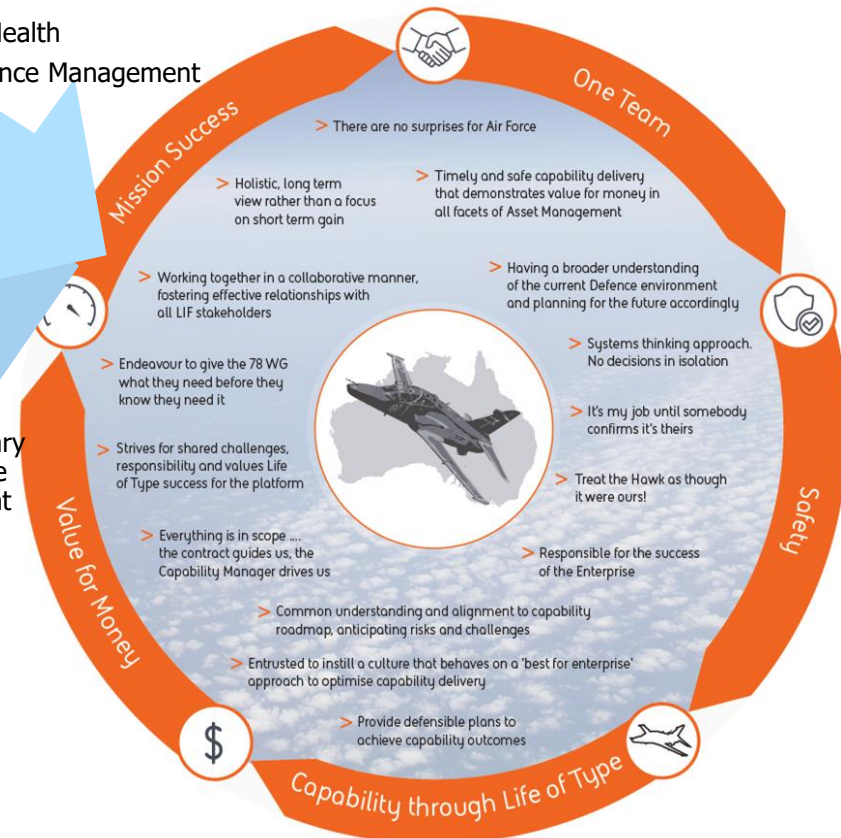 Health
nce Management
Mission Success
One Team
> There are no surprises for Air Force
> Holistic, long term
view rather than a focus
on short term gain
> Timely and safe capability delivery
that demonstrates value for money in
all facets of Asset Management
> Working together in a collaborative manner,
fostering effective relationships with
all LIF stakeholders
> Having a broader understanding
of the current Defence environment
and planning for the future accordingly
> Systems thinking approach.
No decisions in isolation
> Endeavour to give the 78 WG
what they need before they
know they need it
> It's my job until somebody
confirms it's theirs
ary
e
nt
> Strives for shared challenges,
responsibility and values Life
of Type success for the platform
> Treat the Hawk as though
it were ours!
Safety
Value for Money
> Everything is in scope ....
the contract guides us, the
Capability Manager drives us
> Responsible for the success
of the Enterprise
> Common understanding and alignment to capability
roadmap, anticipating risks and challenges
> Entrusted to instill a culture that behaves on a 'best for enterprise'
approach to optimise capability delivery
> Provide defensible plans to
achieve capability outcomes
$
Capability through Life of Type